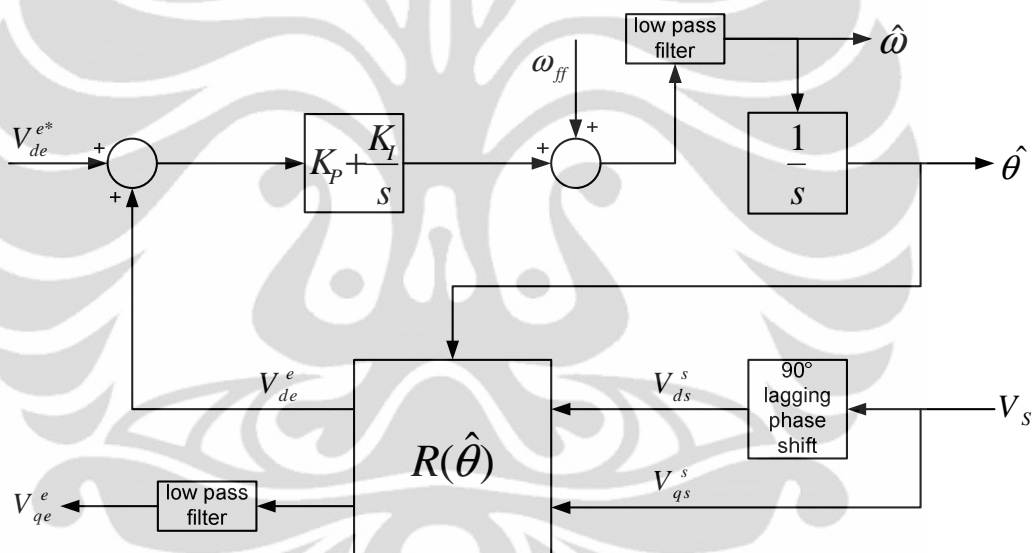 low pass
filter
ω̂
ω_ff
V_de^e*
+
+
+
+
K_P + K_I / s
1 / s
θ̂
V_de^e
V_ds^s
90°
lagging
phase
shift
V_s
R(θ̂)
V_qs^s
V_qe^e
low pass
filter